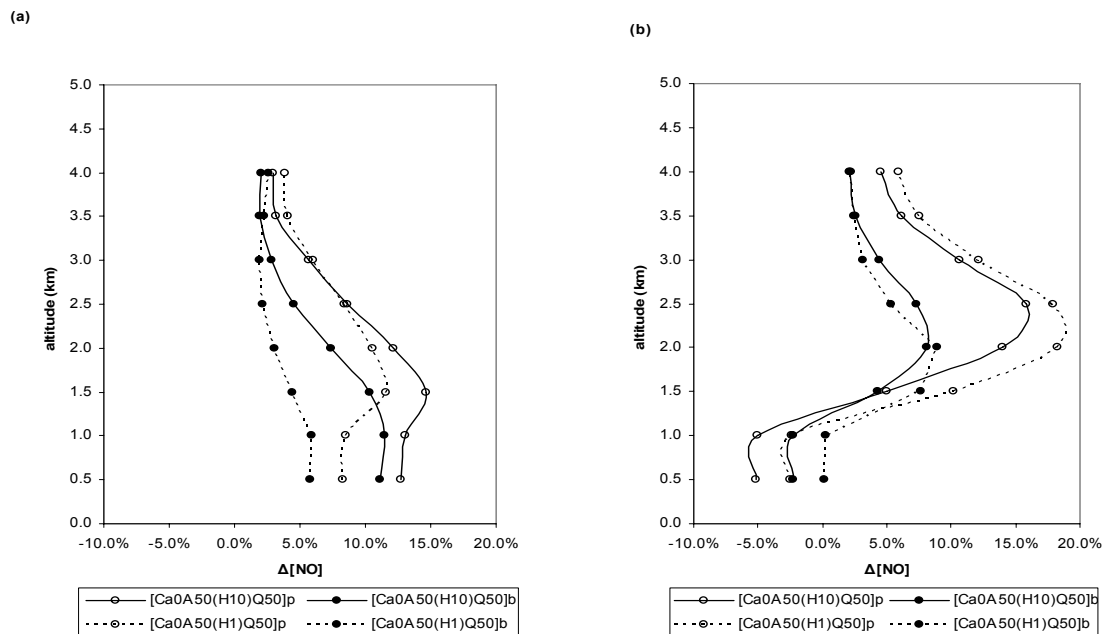 (a)
5.0
4.5
4.0
3.5
3.0
2.5
2.0
1.5
1.0
0.5
0.0
altitude (km)
-10.0% -5.0% 0.0% 5.0% 10.0% 15.0% 20.0%
Δ[NO]
[Ca0A50(H10)Q50]p [Ca0A50(H10)Q50]b
[Ca0A50(H1)Q50]p [Ca0A50(H1)Q50]b
(b)
5.0
4.5
4.0
3.5
3.0
2.5
2.0
1.5
1.0
0.5
0.0
altitude (km)
-10.0% -5.0% 0.0% 5.0% 10.0% 15.0% 20.0%
Δ[NO]
[Ca0A50(H10)Q50]p [Ca0A50(H10)Q50]b
[Ca0A50(H1)Q50]p [Ca0A50(H1)Q50]b